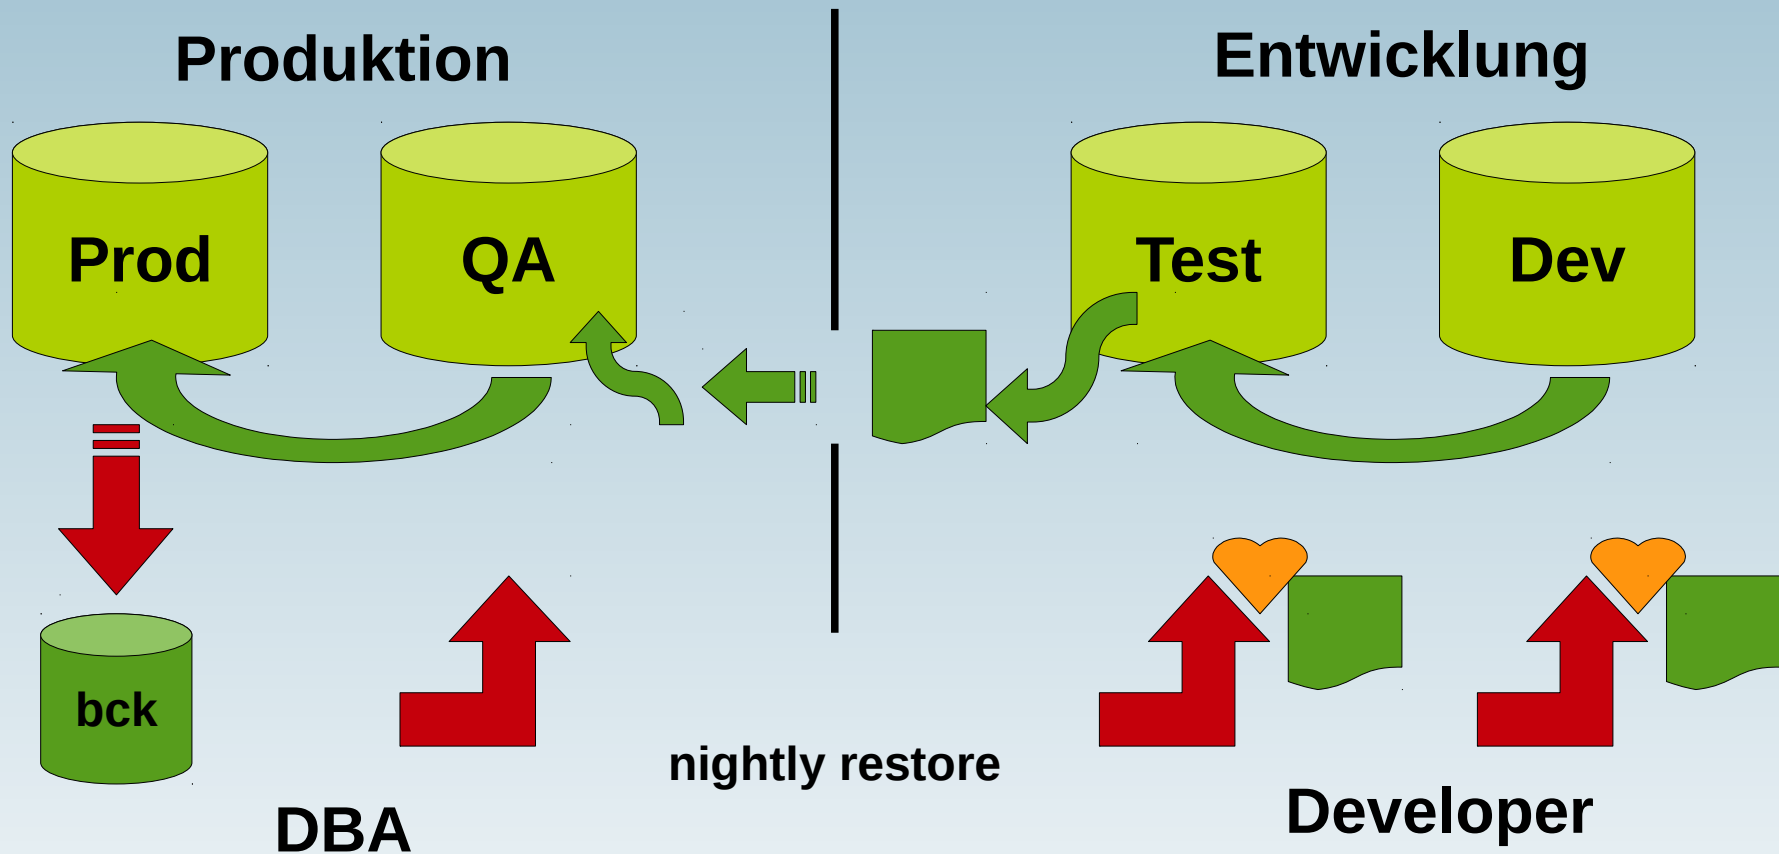 Produktion
Entwicklung
Prod
QA
Test
Dev
bck
nightly restore
DBA
Developer